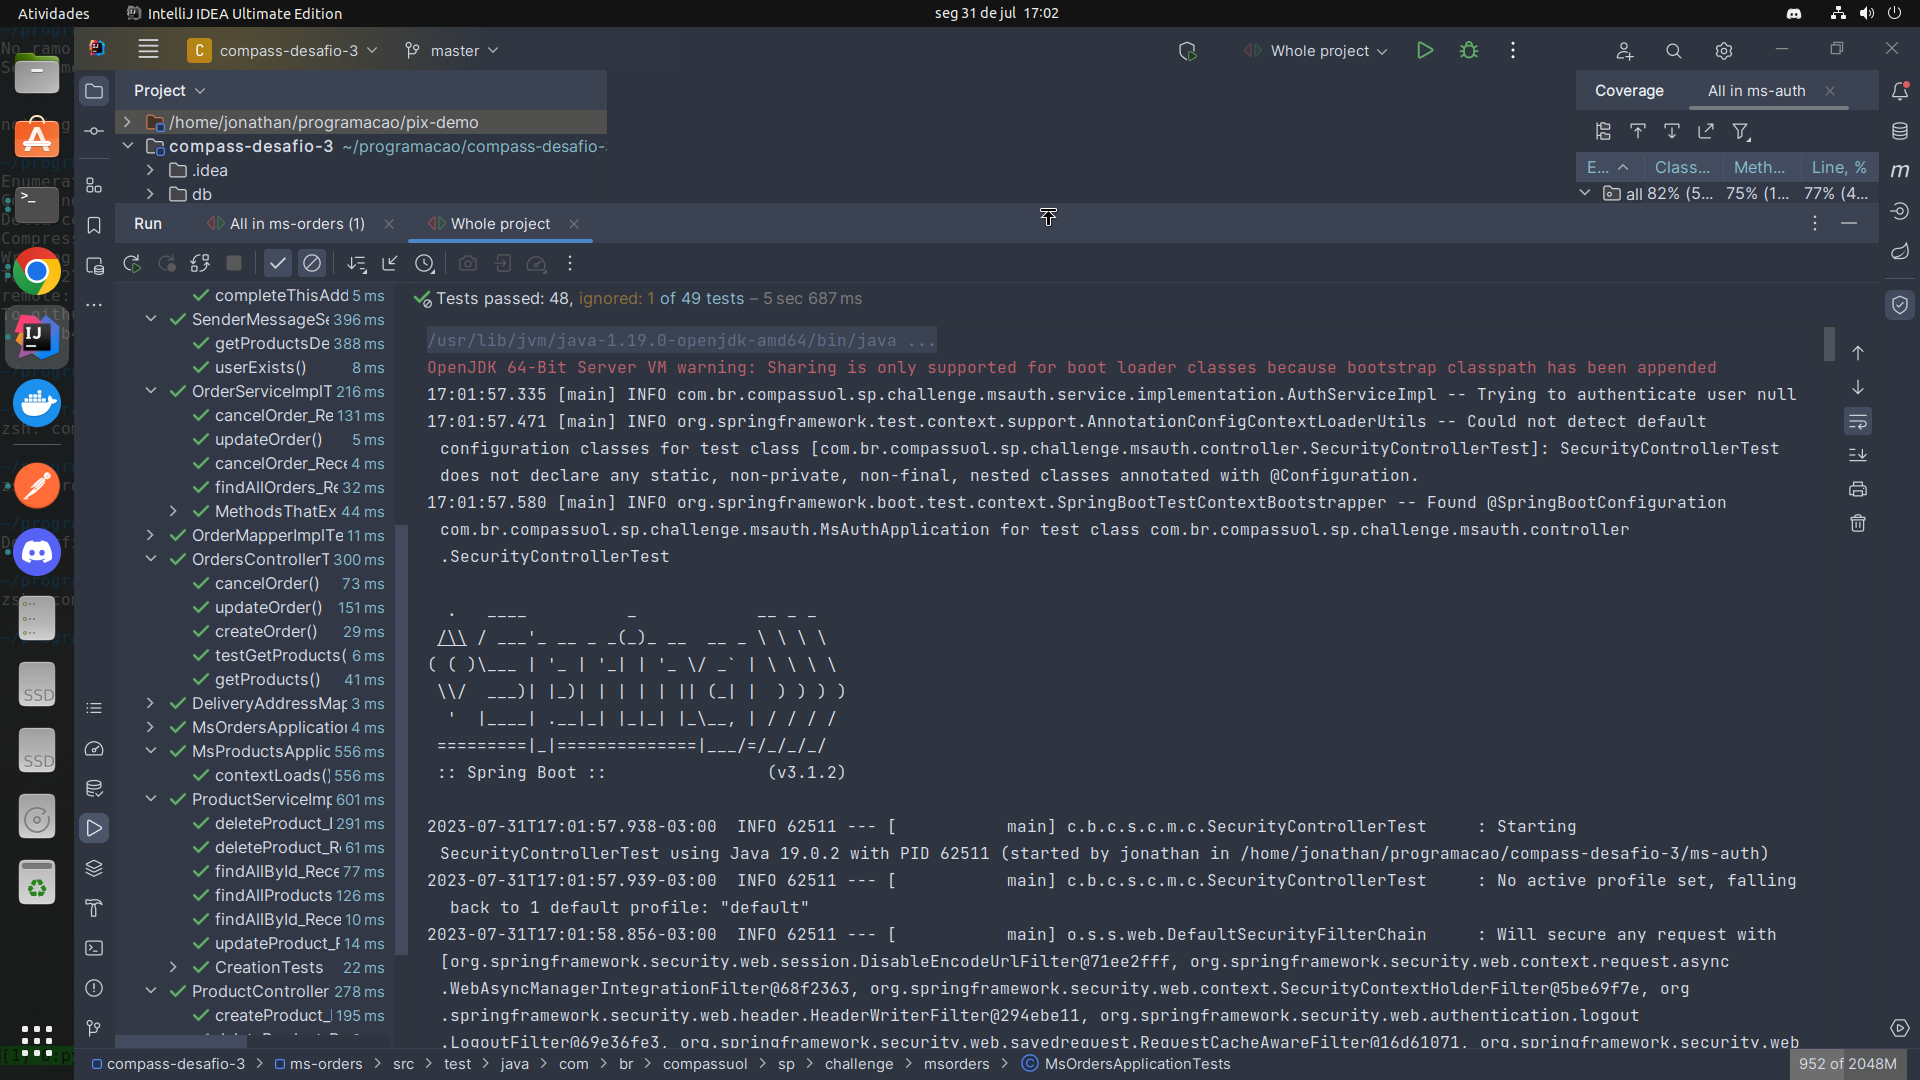 Atividades
IntelliJ IDEA Ultimate Edition
seg 31 de jul 17:02
C compass-desafio-3
master
Whole project
Project
/home/jonathan/programacao/pix-demo
compass-desafio-3 ~/programacao/compass-desafio-
.idea
db
Coverage
All in ms-auth
E... Class... Meth... Line, %
all 82% (5... 75% (1... 77% (4...
Run
All in ms-orders (1)
Whole project
completeThisAdd 5 ms
SenderMessageSe 396 ms
getProductsDe 388 ms
userExists() 8 ms
OrderServiceImplT 216 ms
cancelOrder_Re 131 ms
updateOrder() 5 ms
cancelOrder_Rece 4 ms
findAllOrders_Re 32 ms
MethodsThatEx 44 ms
OrderMapperImplTe 11 ms
OrdersControllerT 300 ms
cancelOrder() 73 ms
updateOrder() 151 ms
createOrder() 29 ms
testGetProducts( 6 ms
getProducts() 41 ms
DeliveryAddressMap 3 ms
MsOrdersApplication 4 ms
MsProductsApplic 556 ms
contextLoads() 556 ms
ProductServiceImp 601 ms
deleteProduct_I 291 ms
deleteProduct_Re 61 ms
findAllById_Rece 77 ms
findAllProducts 126 ms
findAllById_Rece 10 ms
updateProduct_F 14 ms
CreationTests 22 ms
ProductController 278 ms
createProduct_ 195 ms
Tests passed: 48, ignored: 1 of 49 tests – 5 sec 687 ms
/usr/lib/jvm/java-1.19.0-openjdk-amd64/bin/java ...
OpenJDK 64-Bit Server VM warning: Sharing is only supported for boot loader classes because bootstrap classpath has been appended
17:01:57.335 [main] INFO com.br.compassuol.sp.challenge.msauth.service.implementation.AuthServiceImpl -- Trying to authenticate user null
17:01:57.471 [main] INFO org.springframework.test.context.support.AnnotationConfigContextLoaderUtils -- Could not detect default
configuration classes for test class [com.br.compassuol.sp.challenge.msauth.controller.SecurityControllerTest]: SecurityControllerTest
does not declare any static, non-private, non-final, nested classes annotated with @Configuration.
17:01:57.580 [main] INFO org.springframework.boot.test.context.SpringBootTestContextBootstrapper -- Found @SpringBootConfiguration
com.br.compassuol.sp.challenge.msauth.MsAuthApplication for test class com.br.compassuol.sp.challenge.msauth.controller
.SecurityControllerTest
:: Spring Boot :: (v3.1.2)
2023-07-31T17:01:57.938-03:00 INFO 62511 --- [ main] c.b.c.s.c.m.c.SecurityControllerTest : Starting
SecurityControllerTest using Java 19.0.2 with PID 62511 (started by jonathan in /home/jonathan/programacao/compass-desafio-3/ms-auth)
2023-07-31T17:01:57.939-03:00 INFO 62511 --- [ main] c.b.c.s.c.m.c.SecurityControllerTest : No active profile set, falling
back to 1 default profile: "default"
2023-07-31T17:01:58.856-03:00 INFO 62511 --- [ main] o.s.s.web.DefaultSecurityFilterChain : Will secure any request with
[org.springframework.security.web.session.DisableEncodeUrlFilter@71ee2fff, org.springframework.security.web.context.request.async
.WebAsyncManagerIntegrationFilter@68f2363, org.springframework.security.web.context.SecurityContextHolderFilter@5be69f7e, org
.springframework.security.web.header.HeaderWriterFilter@294ebe11, org.springframework.security.web.authentication.logout
.LogoutFilter@69e36fe3, org.springframework.security.web.savedrequest.RequestCacheAwareFilter@16d61071, org.springframework.security.web
compass-desafio-3 > ms-orders > src > test > java > com > br > compassuol > sp > challenge > msorders > MsOrdersApplicationTests
952 of 2048M